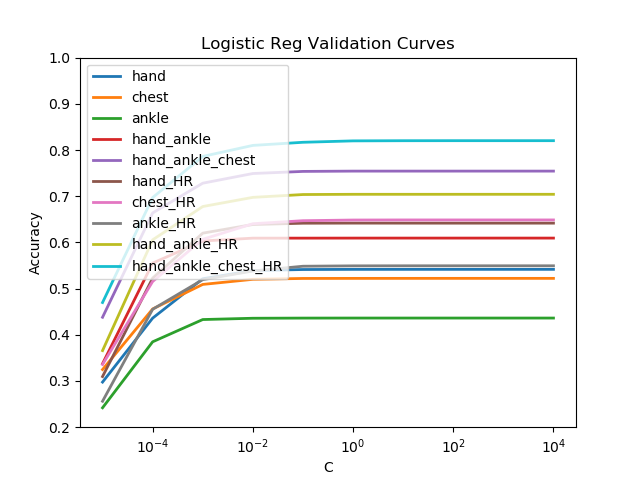 Logistic Reg Validation Curves
1.0
0.9
0.8
0.7
0.6
0.5
0.4
0.3
0.2
Accuracy
hand
chest
ankle
hand_ankle
hand_ankle_chest
hand_HR
chest_HR
ankle_HR
hand_ankle_HR
hand_ankle_chest_HR
10⁻⁴ 10⁻² 10⁰ 10² 10⁴
C